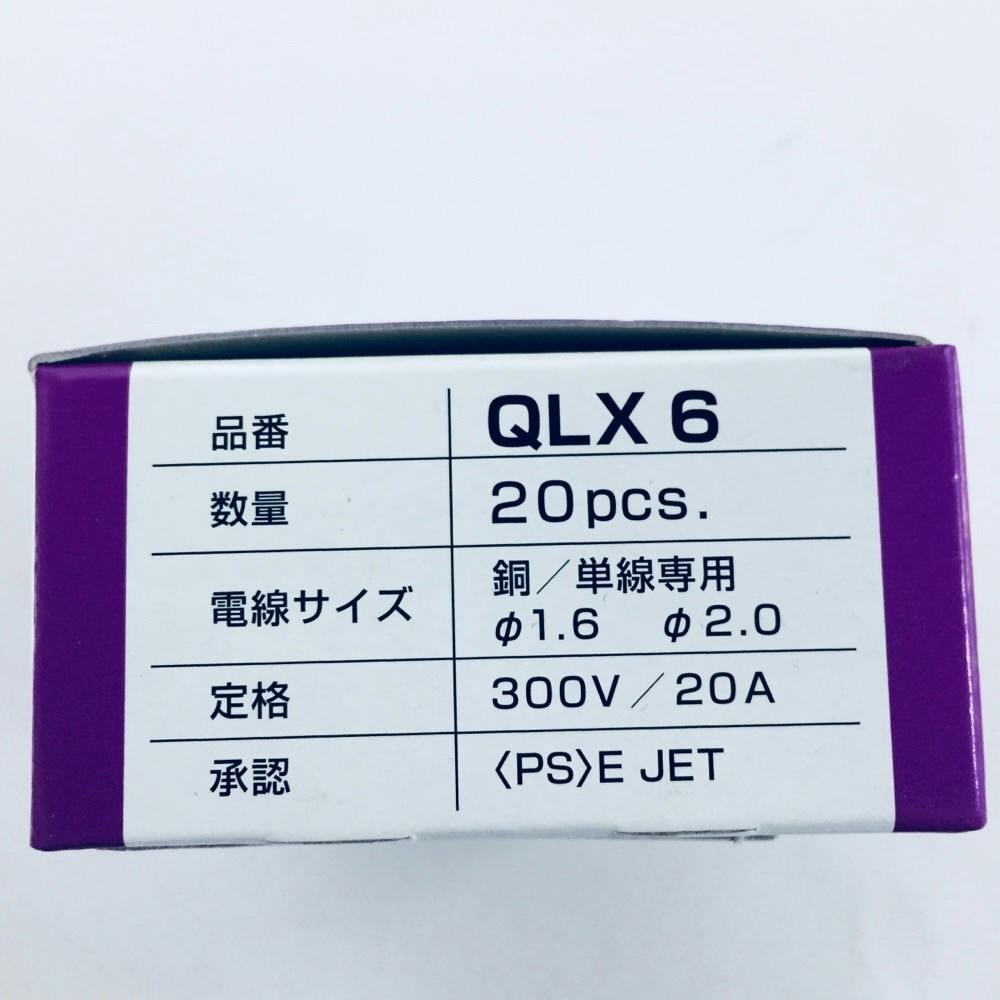 品番 QLX 6
数量 20pcs.
電線サイズ 銅／単線専用
φ1.6 φ2.0
定格 300V／20A
承認 〈PS〉E JET